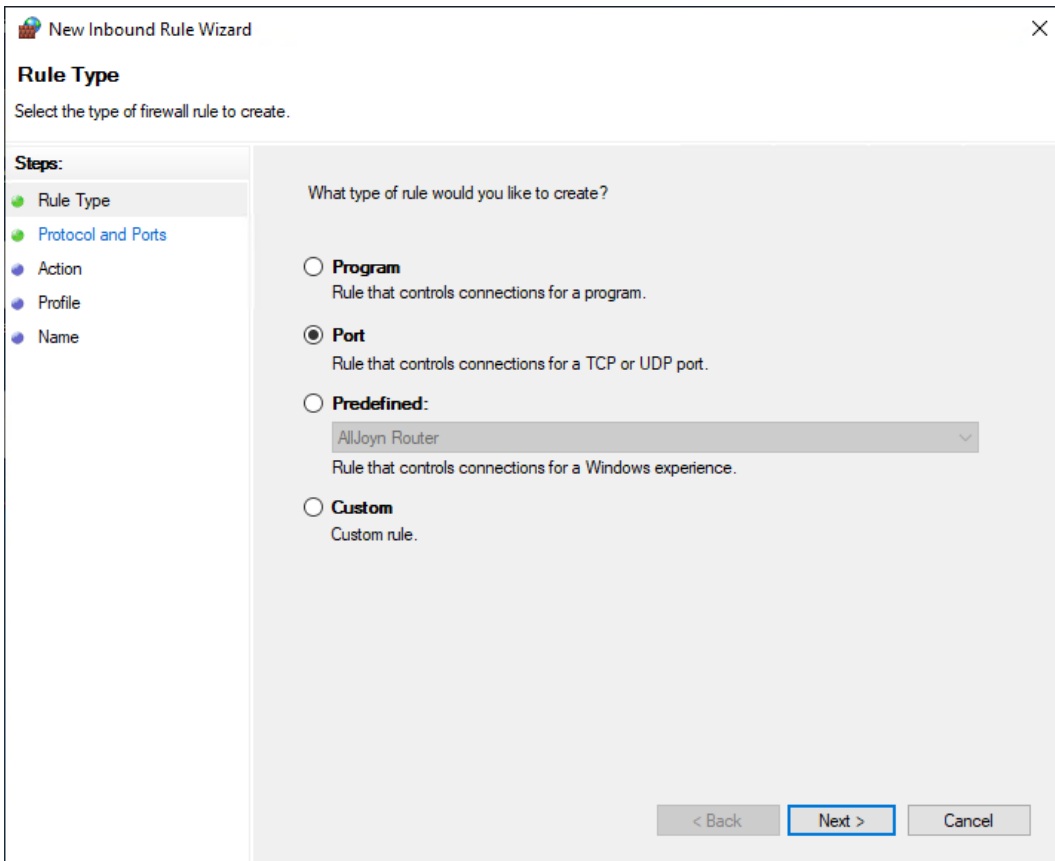 New Inbound Rule Wizard
Rule Type
Select the type of firewall rule to create.
Steps:
Rule Type
Protocol and Ports
Action
Profile
Name
What type of rule would you like to create?
Program
Rule that controls connections for a program.
Port
Rule that controls connections for a TCP or UDP port.
Predefined:
AllJoyn Router
Rule that controls connections for a Windows experience.
Custom
Custom rule.
< Back Next > Cancel